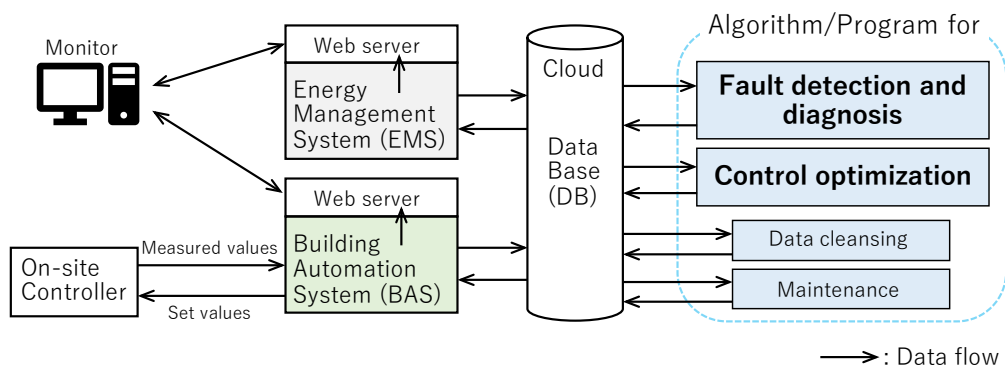 Algorithm/Program for
Monitor
Web server
Energy
Management
System (EMS)
Cloud
Data
Base
(DB)
Fault detection and
diagnosis
Control optimization
Data cleansing
Maintenance
Web server
Building
Automation
System (BAS)
Measured values
On-site
Controller
Set values
: Data flow